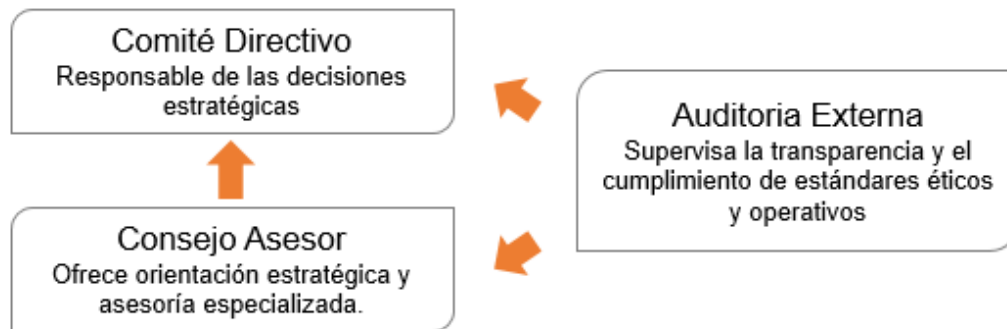 Comité Directivo
Responsable de las decisiones
estratégicas
Auditoria Externa
Supervisa la transparencia y el
cumplimiento de estándares éticos
y operativos
Consejo Asesor
Ofrece orientación estratégica y
asesoría especializada.